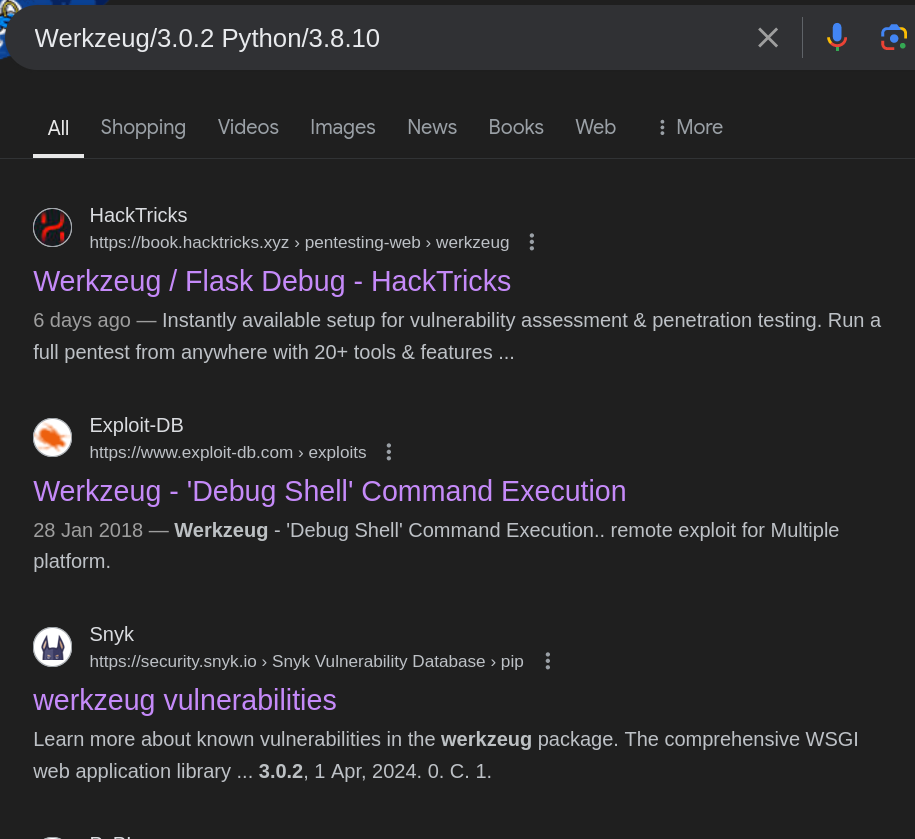 Werkzeug/3.0.2 Python/3.8.10
All Shopping Videos Images News Books Web More
HackTricks
https://book.hacktricks.xyz › pentesting-web › werkzeug
Werkzeug / Flask Debug - HackTricks
6 days ago — Instantly available setup for vulnerability assessment & penetration testing. Run a
full pentest from anywhere with 20+ tools & features ...
Exploit-DB
https://www.exploit-db.com › exploits
Werkzeug - 'Debug Shell' Command Execution
28 Jan 2018 — Werkzeug - 'Debug Shell' Command Execution.. remote exploit for Multiple
platform.
Snyk
https://security.snyk.io › Snyk Vulnerability Database › pip
werkzeug vulnerabilities
Learn more about known vulnerabilities in the werkzeug package. The comprehensive WSGI
web application library ... 3.0.2, 1 Apr, 2024. 0. C. 1.